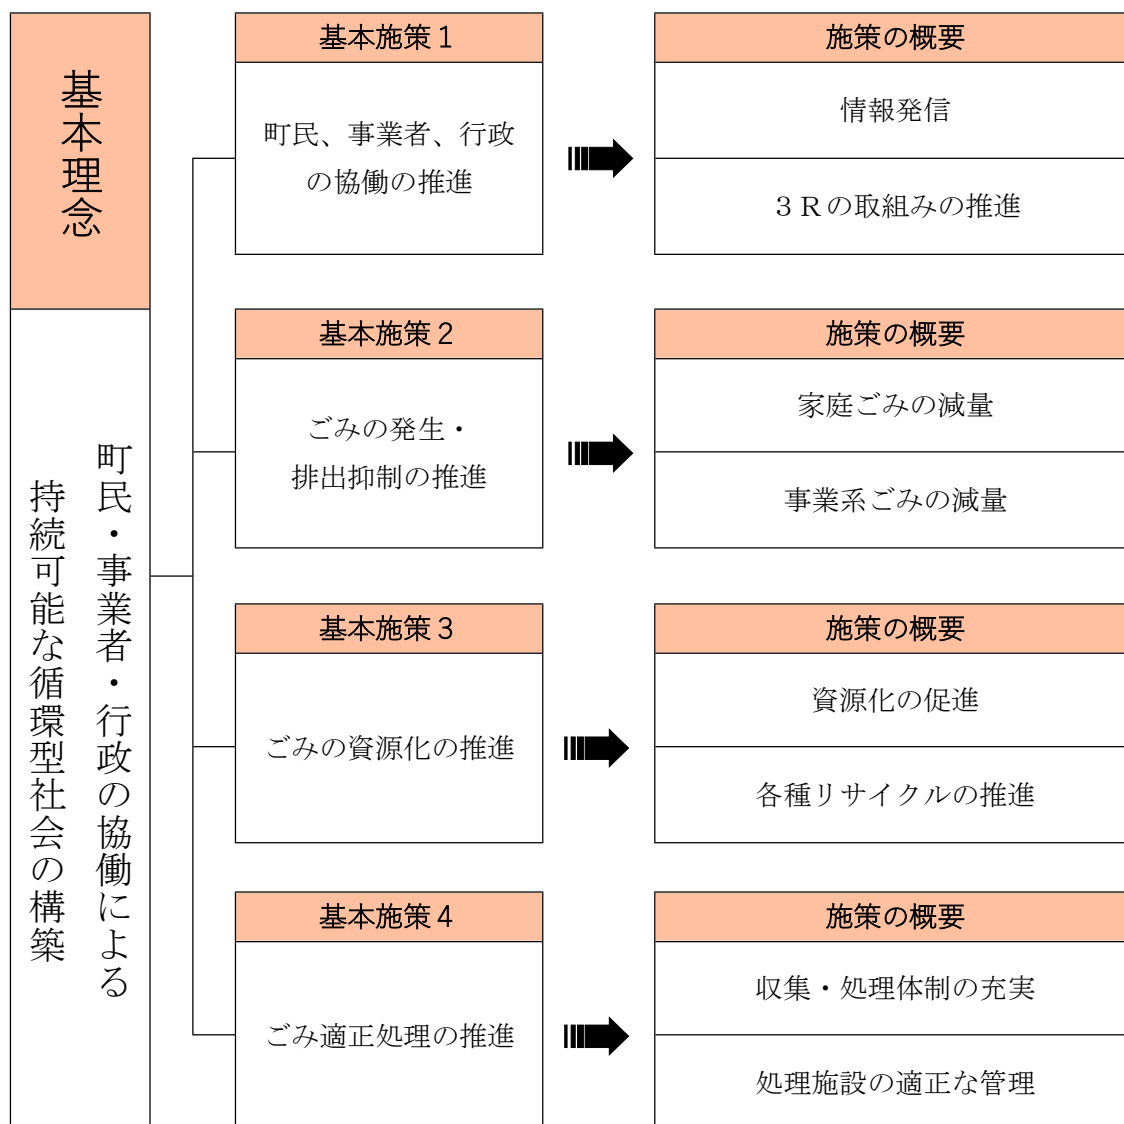 基本理念
町民・事業者・行政の協働による
持続可能な循環型社会の構築
基本施策１
町民、事業者、行政
の協働の推進
施策の概要
情報発信
３Ｒの取組みの推進
基本施策２
ごみの発生・
排出抑制の推進
施策の概要
家庭ごみの減量
事業系ごみの減量
基本施策３
ごみの資源化の推進
施策の概要
資源化の促進
各種リサイクルの推進
基本施策４
ごみ適正処理の推進
施策の概要
収集・処理体制の充実
処理施設の適正な管理